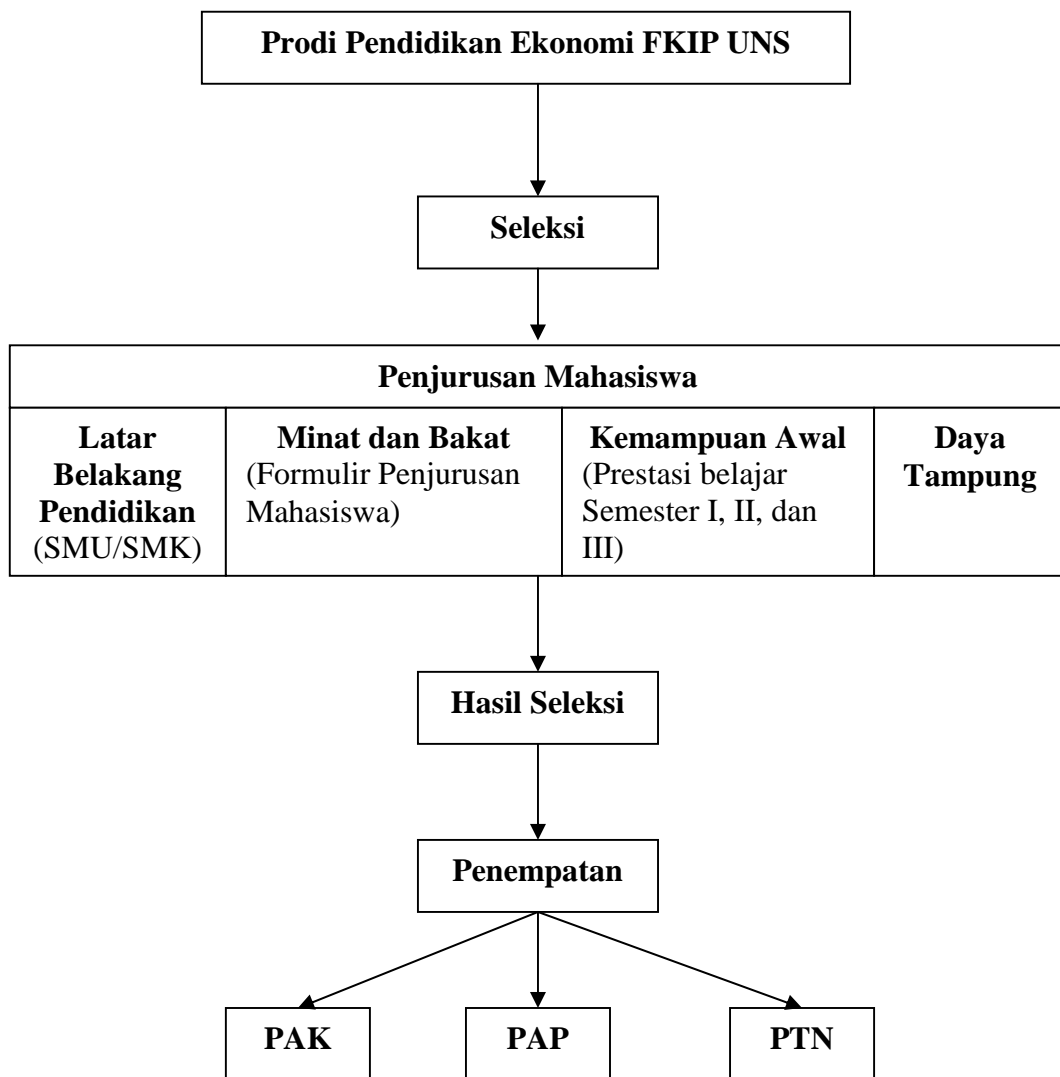 Prodi Pendidikan Ekonomi FKIP UNS
Seleksi
Penjurusan Mahasiswa
Latar
Belakang
Pendidikan
(SMU/SMK)
Minat dan Bakat
(Formulir Penjurusan
Mahasiswa)
Kemampuan Awal
(Prestasi belajar
Semester I, II, dan
III)
Daya
Tampung
Hasil Seleksi
Penempatan
PAK
PAP
PTN